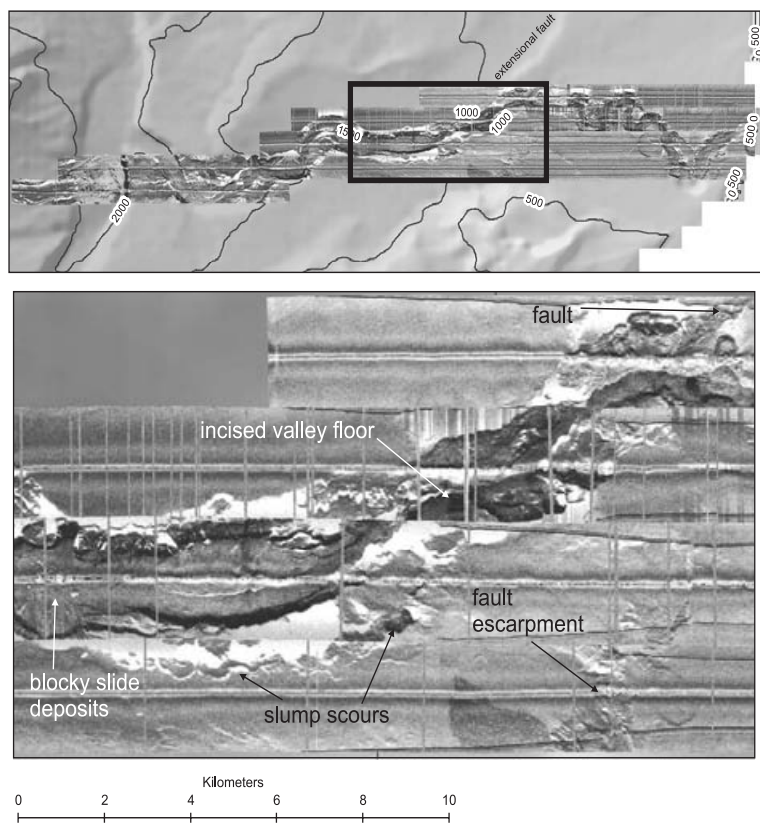 extensional fault
500
1000
1000
1500
500
500
500
2000
fault
incised valley floor
fault
escarpment
blocky slide
deposits
slump scours
Kilometers
0 2 4 6 8 10